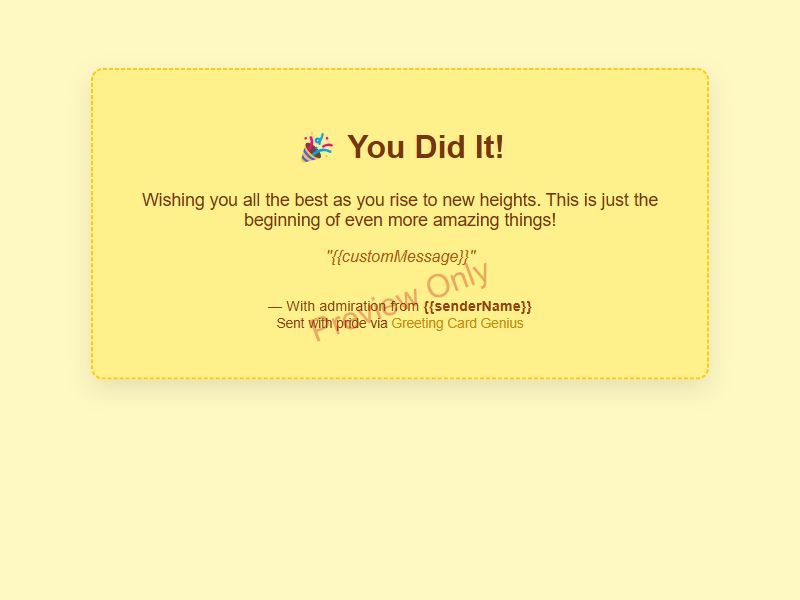 🎉 You Did It!
Wishing you all the best as you rise to new heights. This is just the
beginning of even more amazing things!
"{{customMessage}}"
Preview Only
— With admiration from {{senderName}}
Sent with pride via Greeting Card Genius